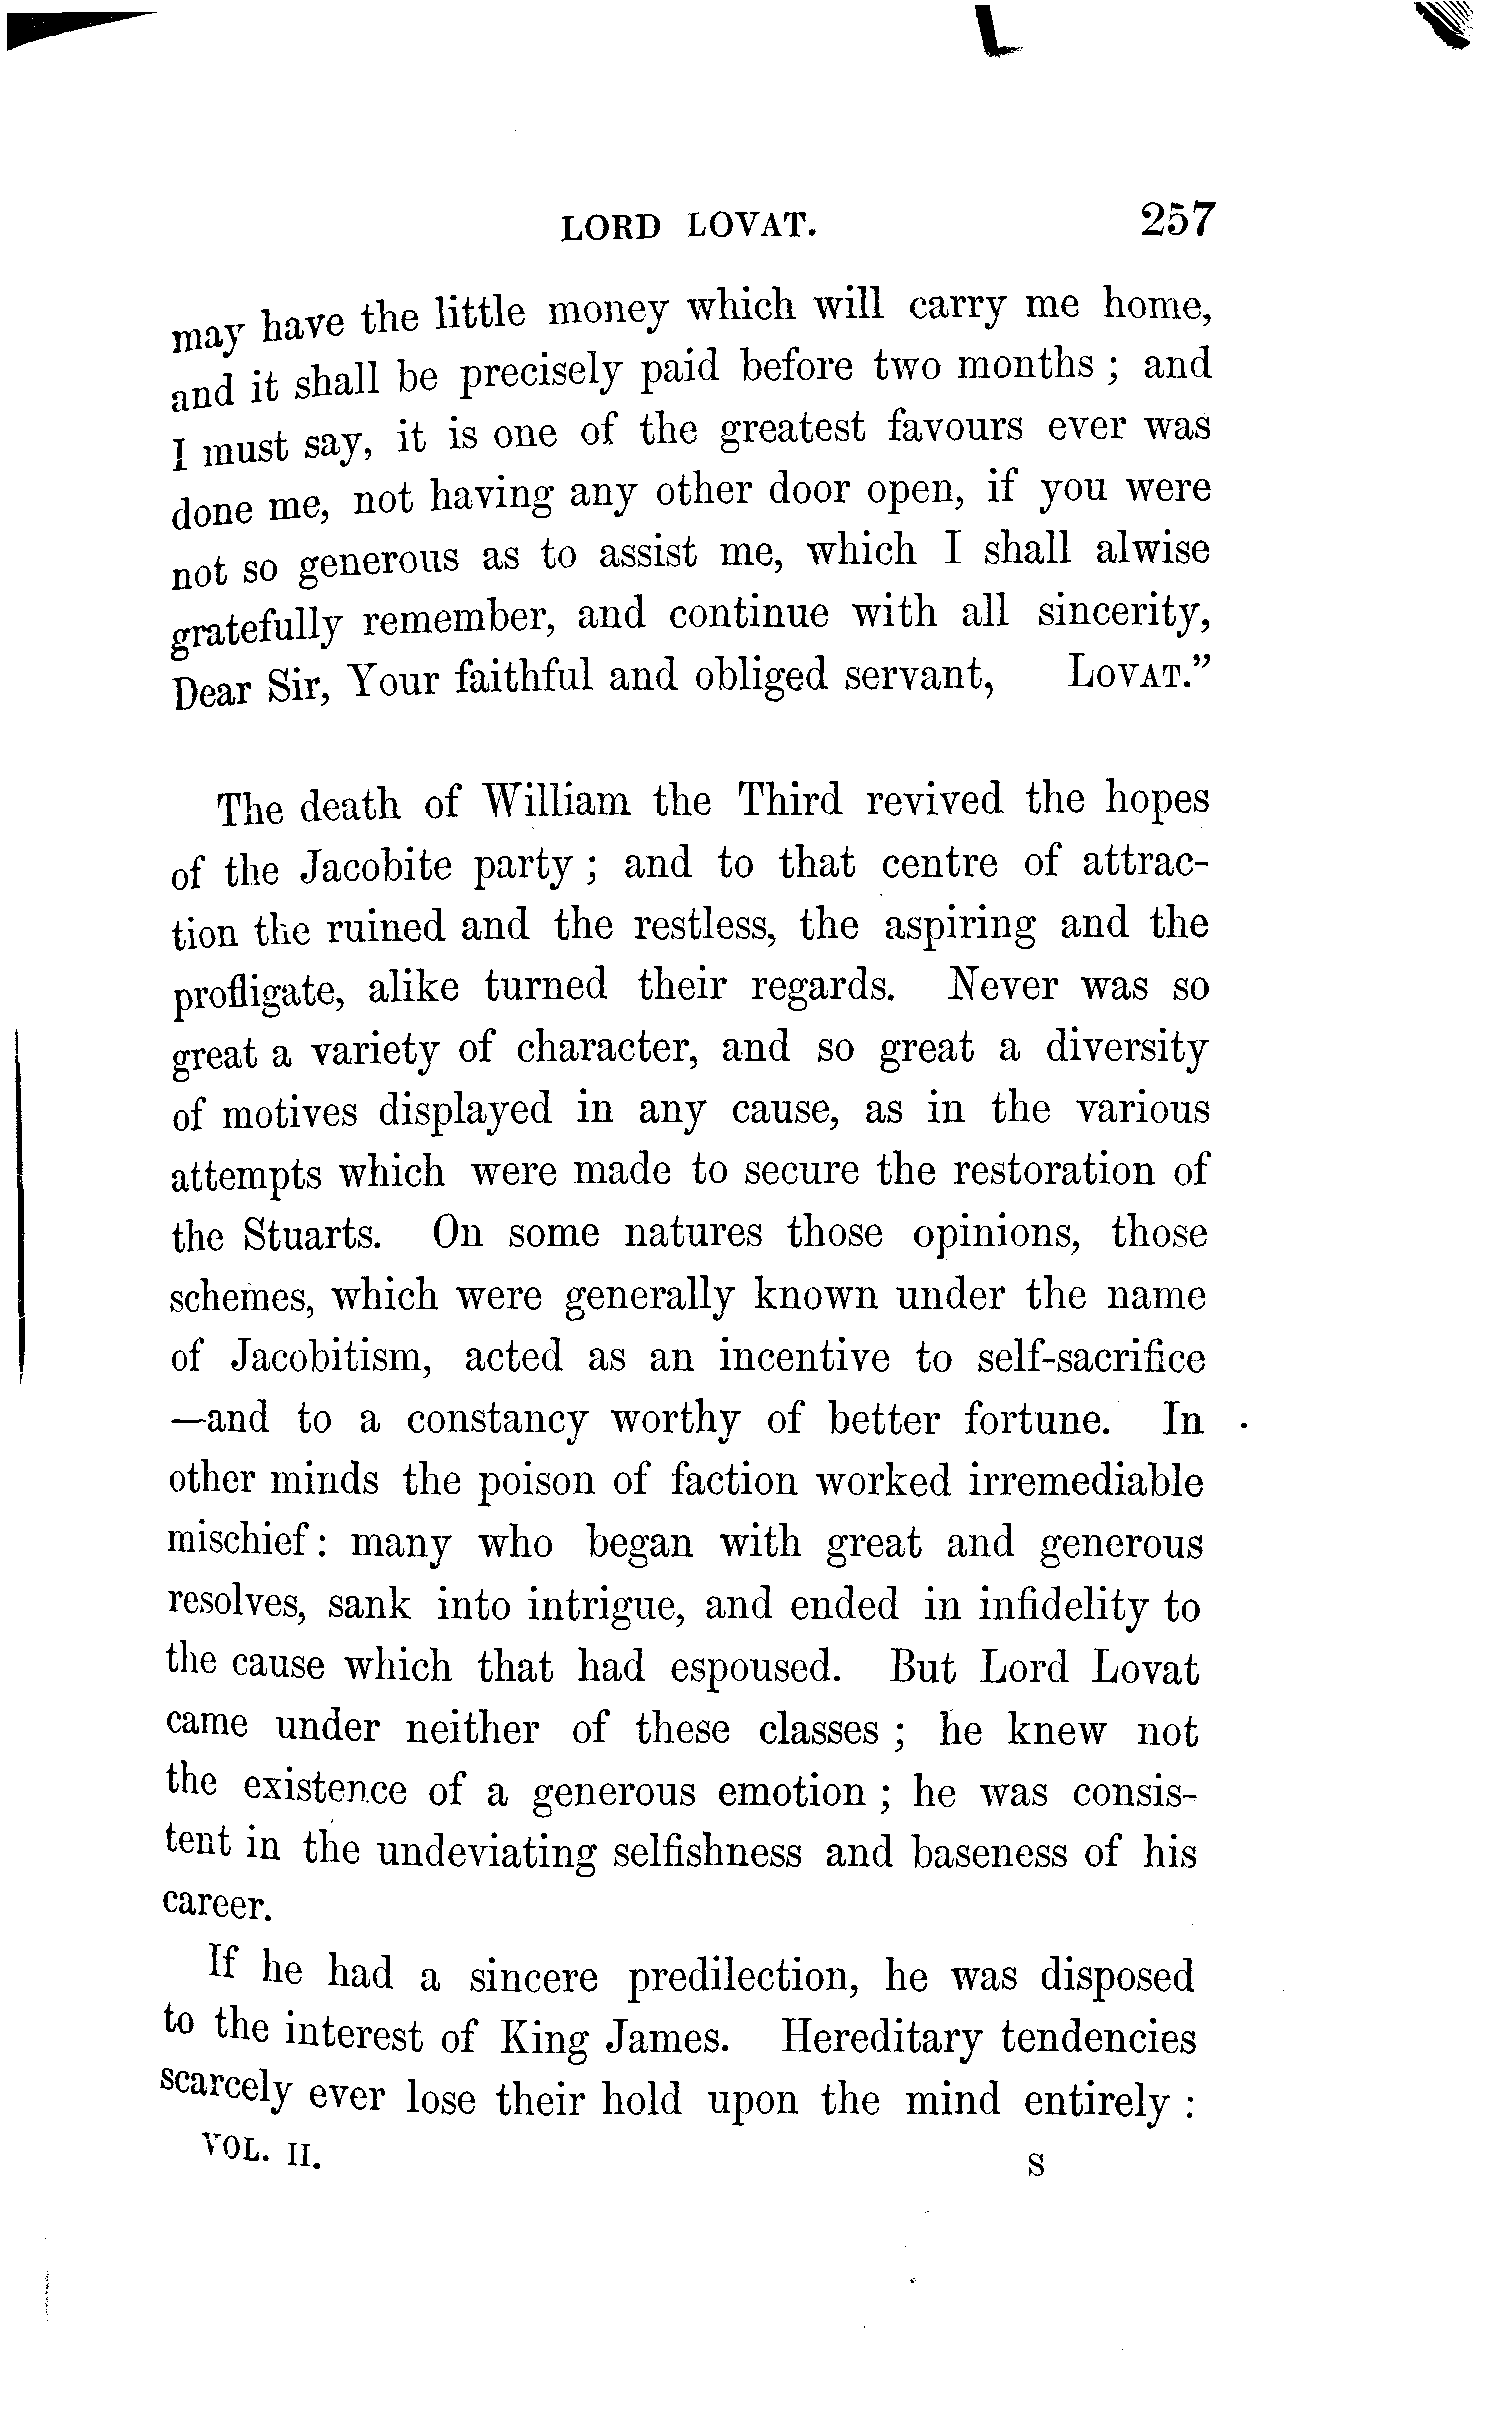 LORD LOVAT. 257
may have the little money which will carry me home,
and it shall be precisely paid before two months ; and
I must say, it is one of the greatest favours ever was
done me, not having any other door open, if you were
not so generous as to assist me, which I shall alwise
gratefully remember, and continue with all sincerity,
Dear Sir, Your faithful and obliged servant, LOVAT.”
The death of William the Third revived the hopes
of the Jacobite party ; and to that centre of attrac-
tion the ruined and the restless, the aspiring and the
profligate, alike turned their regards. Never was so
great a variety of character, and so great a diversity
of motives displayed in any cause, as in the various
attempts which were made to secure the restoration of
the Stuarts. On some natures those opinions, those
schemes, which were generally known under the name
of Jacobitism, acted as an incentive to self-sacrifice
—and to a constancy worthy of better fortune. In
other minds the poison of faction worked irremediable
mischief : many who began with great and generous
resolves, sank into intrigue, and ended in infidelity to
the cause which that had espoused. But Lord Lovat
came under neither of these classes ; he knew not
the existence of a generous emotion ; he was consis-
tent in the undeviating selfishness and baseness of his
career.
If he had a sincere predilection, he was disposed
to the interest of King James. Hereditary tendencies
scarcely ever lose their hold upon the mind entirely :
VOL. II. S